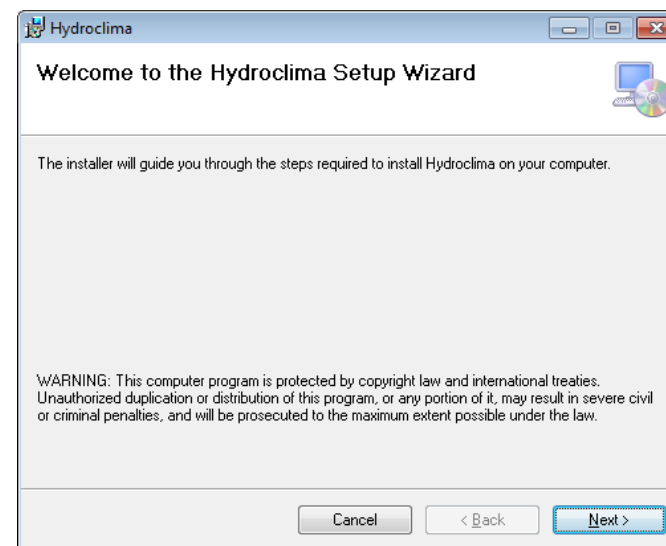 Hydroclima
Welcome to the Hydroclima Setup Wizard
The installer will guide you through the steps required to install Hydroclima on your computer.
WARNING: This computer program is protected by copyright law and international treaties.
Unauthorized duplication or distribution of this program, or any portion of it, may result in severe civil
or criminal penalties, and will be prosecuted to the maximum extent possible under the law.
Cancel < Back Next >